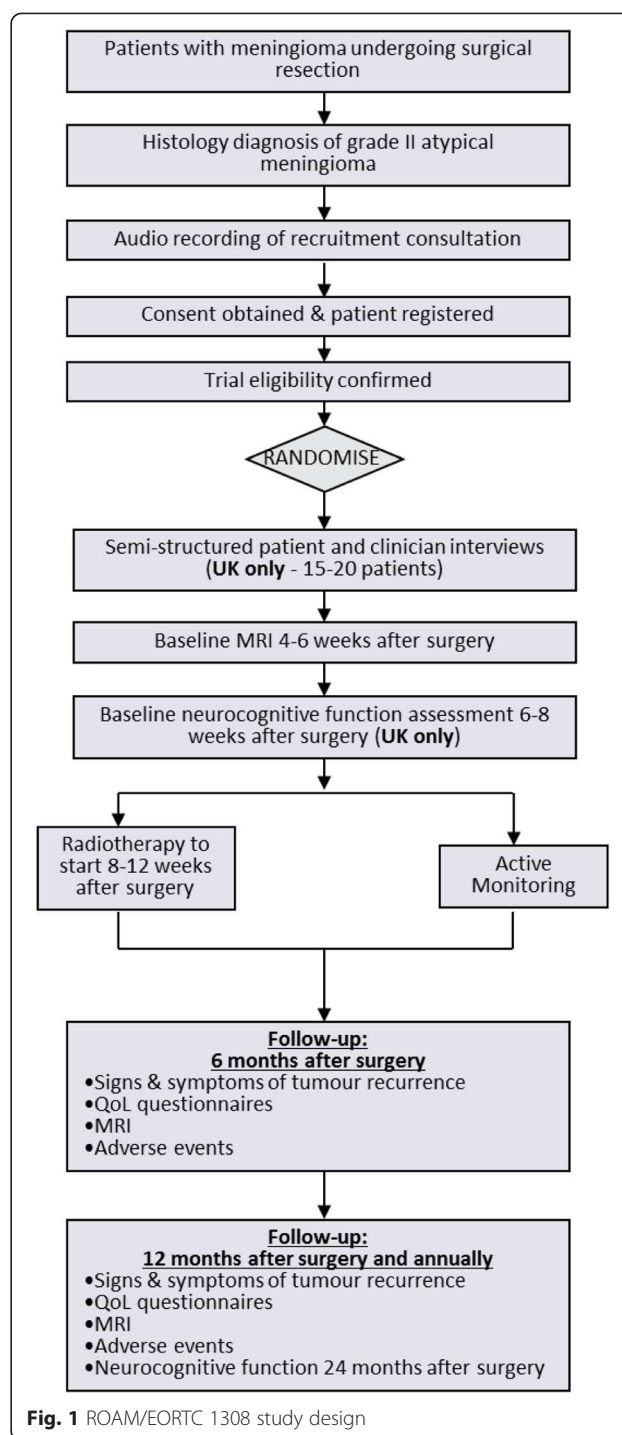 Patients with meningioma undergoing surgical
resection
Histology diagnosis of grade II atypical
meningioma
Audio recording of recruitment consultation
Consent obtained & patient registered
Trial eligibility confirmed
RANDOMISE
Semi-structured patient and clinician interviews
(UK only - 15-20 patients)
Baseline MRI 4-6 weeks after surgery
Baseline neurocognitive function assessment 6-8
weeks after surgery (UK only)
Radiotherapy to
start 8-12 weeks
after surgery
Active
Monitoring
Follow-up:
6 months after surgery
•Signs & symptoms of tumour recurrence
•QoL questionnaires
•MRI
•Adverse events
Follow-up:
12 months after surgery and annually
•Signs & symptoms of tumour recurrence
•QoL questionnaires
•MRI
•Adverse events
•Neurocognitive function 24 months after surgery
Fig. 1 ROAM/EORTC 1308 study design